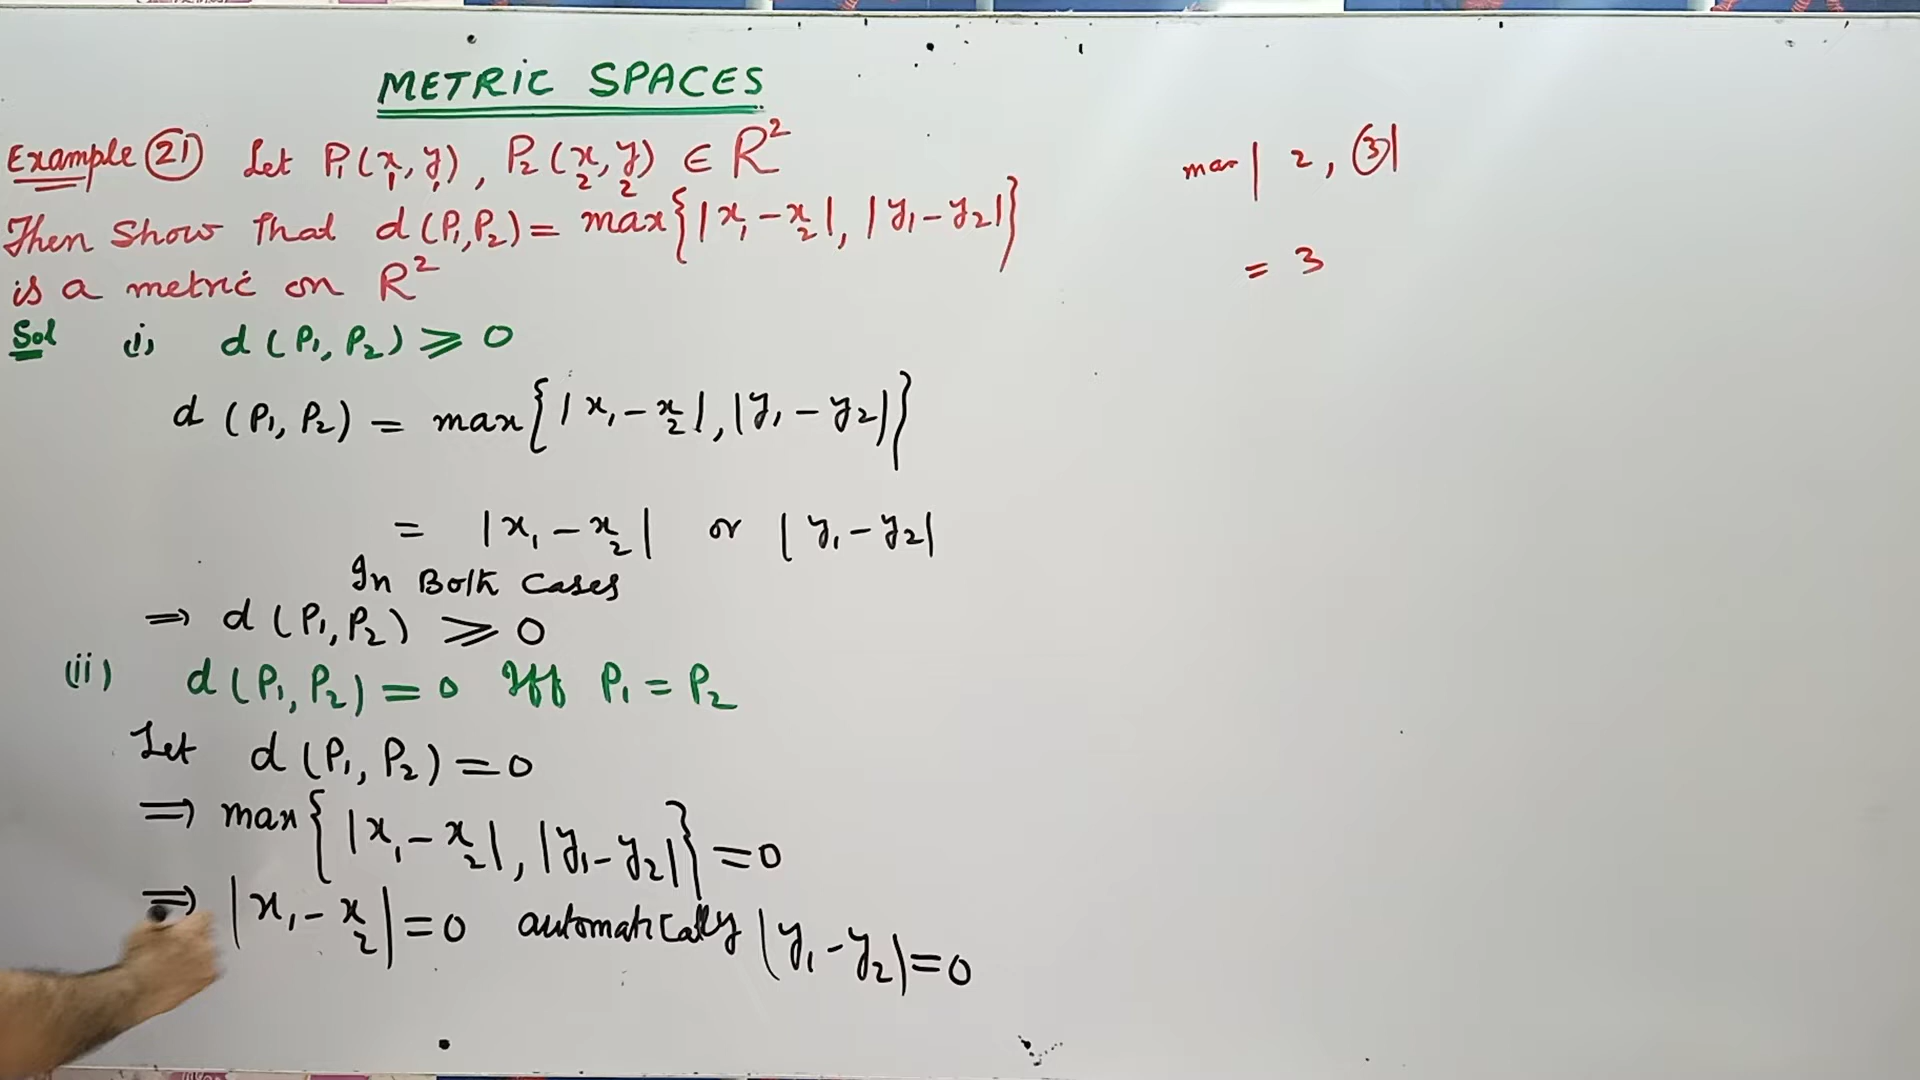 METRIC SPACES
Example (21) Let P₁(x₁, y₁), P₂(x₂, y₂) ∈ R²
Then Show that d(P₁, P₂) = max{|x₁ - x₂|, |y₁ - y₂|}
is a metric on R²
Sol (i) d(P₁, P₂) ⩾ 0
d(P₁, P₂) = max{|x₁ - x₂|, |y₁ - y₂|}
= |x₁ - x₂| or |y₁ - y₂|
In Both Cases
⇒ d(P₁, P₂) ⩾ 0
(ii) d(P₁, P₂) = 0 Iff P₁ = P₂
Let d(P₁, P₂) = 0
⇒ max{|x₁ - x₂|, |y₁ - y₂|} = 0
⇒ |x₁ - x₂| = 0 automatically |y₁ - y₂| = 0
max | 2, ③|
= 3